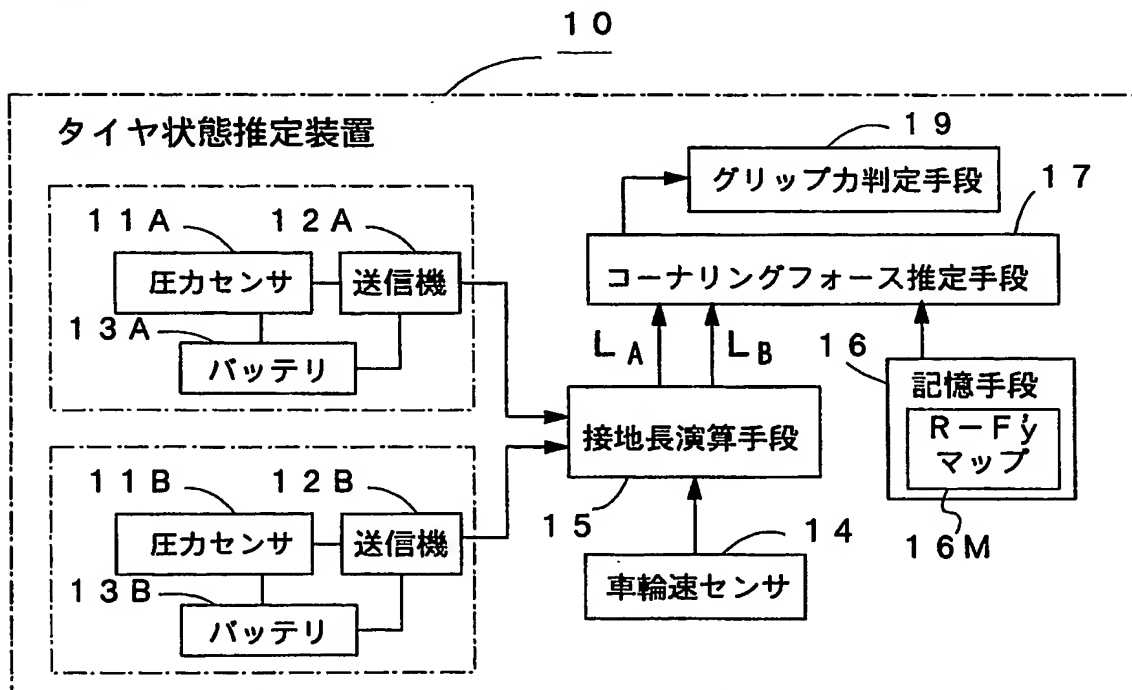 １０
タイヤ状態推定装置
１９
グリップ力判定手段
１７
コーナリングフォース推定手段
１１A
１２A
圧力センサ
送信機
１３A
バッテリ
L A
L B
１６
記憶手段
R－F'y
マップ
１６M
接地長演算手段
１５
１４
車輪速センサ
１１B
１２B
圧力センサ
送信機
１３B
バッテリ